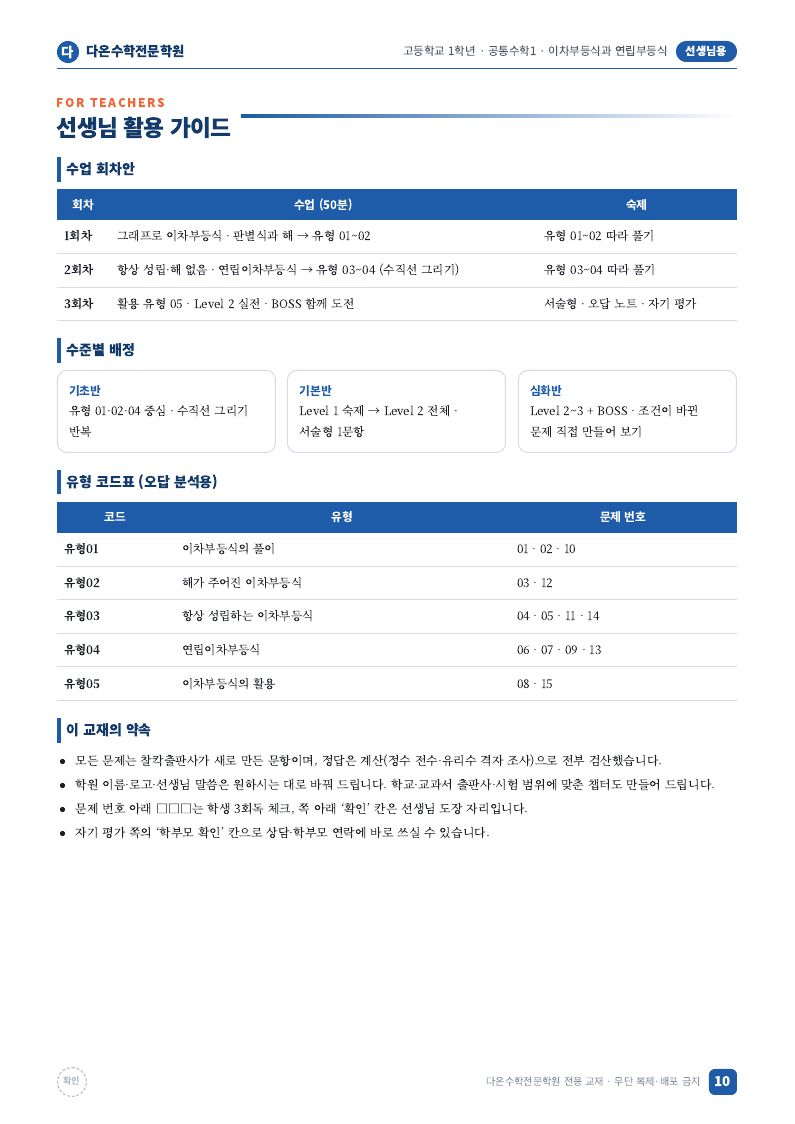 다 다온수학전문학원
고등학교 1학년 · 공통수학1 · 이차부등식과 연립부등식 선생님용
FOR TEACHERS
선생님 활용 가이드
수업 회차안
회차 수업 (50분) 숙제
1회차 그래프로 이차부등식 · 판별식과 해 → 유형 01~02 유형 01~02 따라 풀기
2회차 항상 성립·해 없음 · 연립이차부등식 → 유형 03~04 (수직선 그리기) 유형 03~04 따라 풀기
3회차 활용 유형 05 · Level 2 실전 · BOSS 함께 도전 서술형 · 오답 노트 · 자기 평가
수준별 배정
기초반
유형 01·02·04 중심 · 수직선 그리기
반복
기본반
Level 1 숙제 → Level 2 전체 ·
서술형 1문항
심화반
Level 2~3 + BOSS · 조건이 바뀐
문제 직접 만들어 보기
유형 코드표 (오답 분석용)
코드 유형 문제 번호
유형01 이차부등식의 풀이 01 · 02 · 10
유형02 해가 주어진 이차부등식 03 · 12
유형03 항상 성립하는 이차부등식 04 · 05 · 11 · 14
유형04 연립이차부등식 06 · 07 · 09 · 13
유형05 이차부등식의 활용 08 · 15
이 교재의 약속
● 모든 문제는 찰칵출판사가 새로 만든 문항이며, 정답은 계산(정수 전수·유리수 격자 조사)으로 전부 검산했습니다.
● 학원 이름·로고·선생님 말씀은 원하시는 대로 바꿔 드립니다. 학교·교과서 출판사·시험 범위에 맞춘 챕터도 만들어 드립니다.
● 문제 번호 아래 □□□는 학생 3회독 체크, 쪽 아래 ‘확인’ 칸은 선생님 도장 자리입니다.
● 자기 평가 쪽의 ‘학부모 확인’ 칸으로 상담·학부모 연락에 바로 쓰실 수 있습니다.
확인 다온수학전문학원 전용 교재 · 무단 복제·배포 금지 10